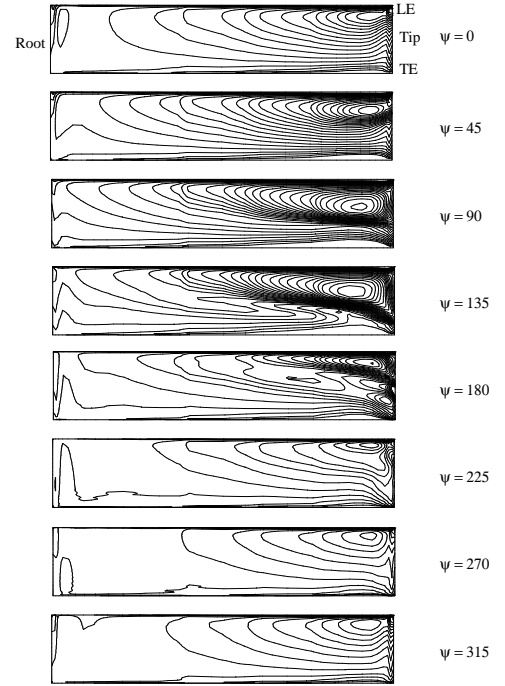 LE
Root
Tip
ψ = 0
TE
ψ = 45
ψ = 90
ψ = 135
ψ = 180
ψ = 225
ψ = 270
ψ = 315